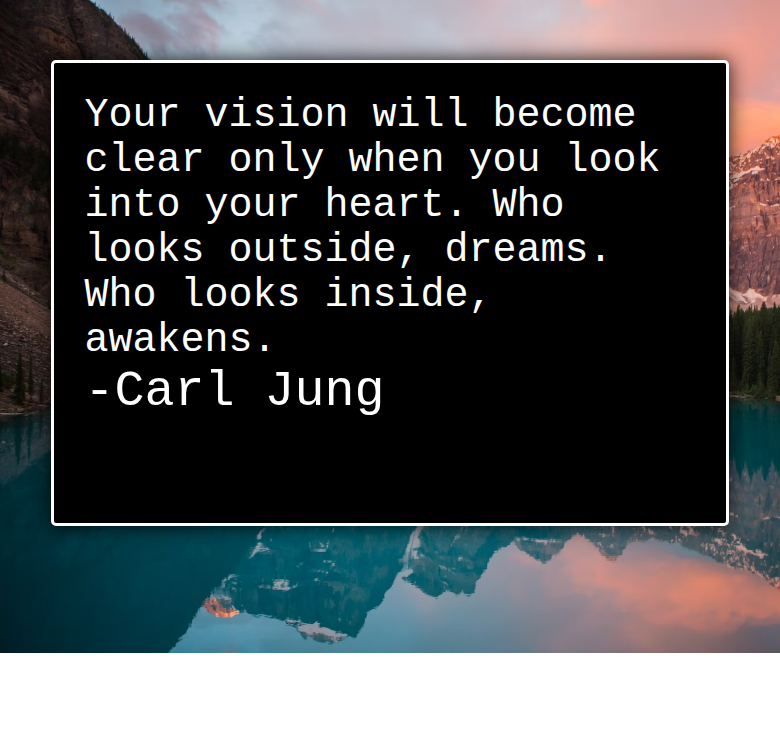 Your vision will become
clear only when you look
into your heart. Who
looks outside, dreams.
Who looks inside,
awakens.
-Carl Jung